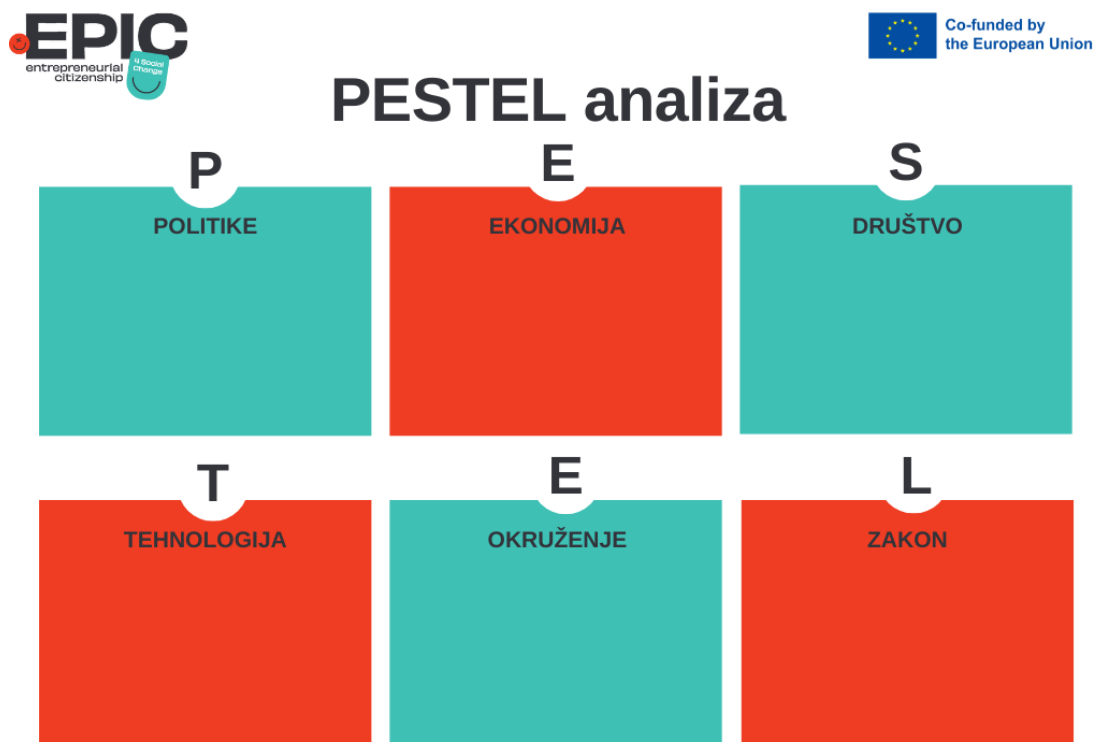 EPIC
entrepreneurial
citizenship
4 Social
Change
Co-funded by
the European Union
PESTEL analiza
P
E
S
POLITIKE
EKONOMIJA
DRUŠTVO
T
E
L
TEHNOLOGIJA
OKRUŽENJE
ZAKON